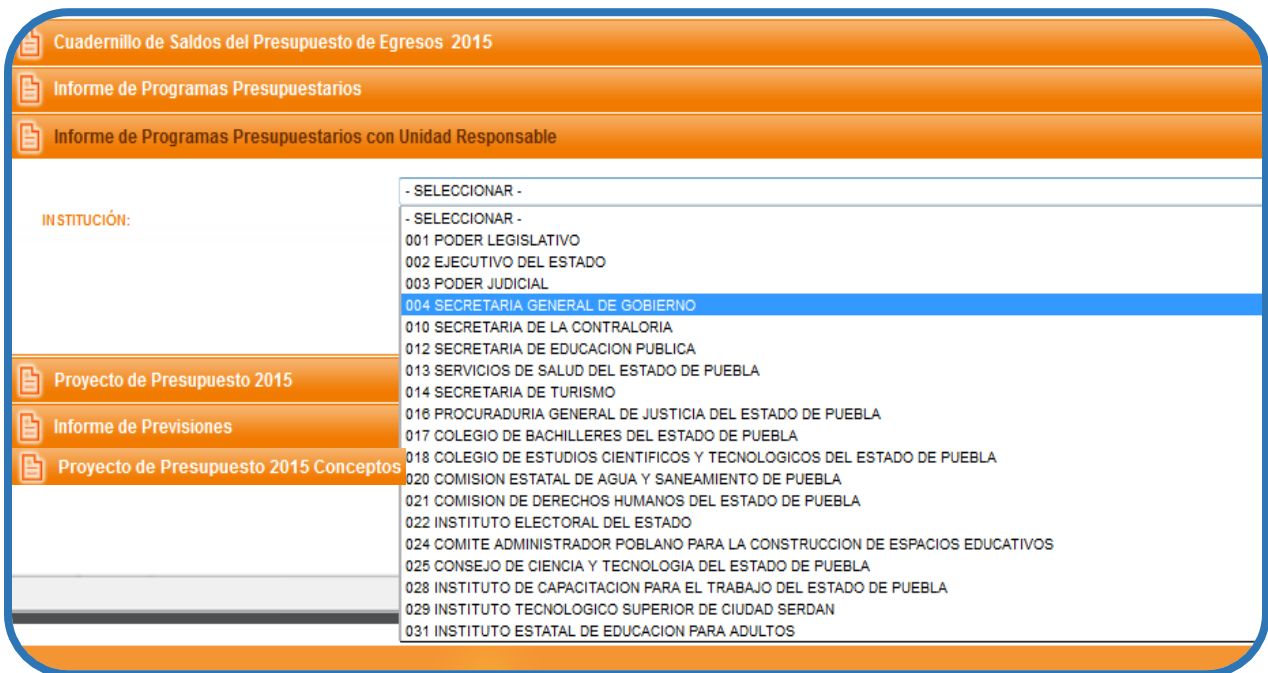 Cuadernillo de Saldos del Presupuesto de Egresos 2015
Informe de Programas Presupuestarios
Informe de Programas Presupuestarios con Unidad Responsable
- SELECCIONAR -
INSTITUCIÓN:
- SELECCIONAR -
001 PODER LEGISLATIVO
002 EJECUTIVO DEL ESTADO
003 PODER JUDICIAL
004 SECRETARIA GENERAL DE GOBIERNO
010 SECRETARIA DE LA CONTRALORIA
012 SECRETARIA DE EDUCACION PUBLICA
013 SERVICIOS DE SALUD DEL ESTADO DE PUEBLA
014 SECRETARIA DE TURISMO
016 PROCURADURIA GENERAL DE JUSTICIA DEL ESTADO DE PUEBLA
017 COLEGIO DE BACHILLERES DEL ESTADO DE PUEBLA
018 COLEGIO DE ESTUDIOS CIENTIFICOS Y TECNOLOGICOS DEL ESTADO DE PUEBLA
020 COMISION ESTATAL DE AGUA Y SANEAMIENTO DE PUEBLA
021 COMISION DE DERECHOS HUMANOS DEL ESTADO DE PUEBLA
022 INSTITUTO ELECTORAL DEL ESTADO
024 COMITE ADMINISTRADOR POBLANO PARA LA CONSTRUCCION DE ESPACIOS EDUCATIVOS
025 CONSEJO DE CIENCIA Y TECNOLOGIA DEL ESTADO DE PUEBLA
028 INSTITUTO DE CAPACITACION PARA EL TRABAJO DEL ESTADO DE PUEBLA
029 INSTITUTO TECNOLOGICO SUPERIOR DE CIUDAD SERDAN
031 INSTITUTO ESTATAL DE EDUCACION PARA ADULTOS
Proyecto de Presupuesto 2015
Informe de Previsiones
Proyecto de Presupuesto 2015 Conceptos